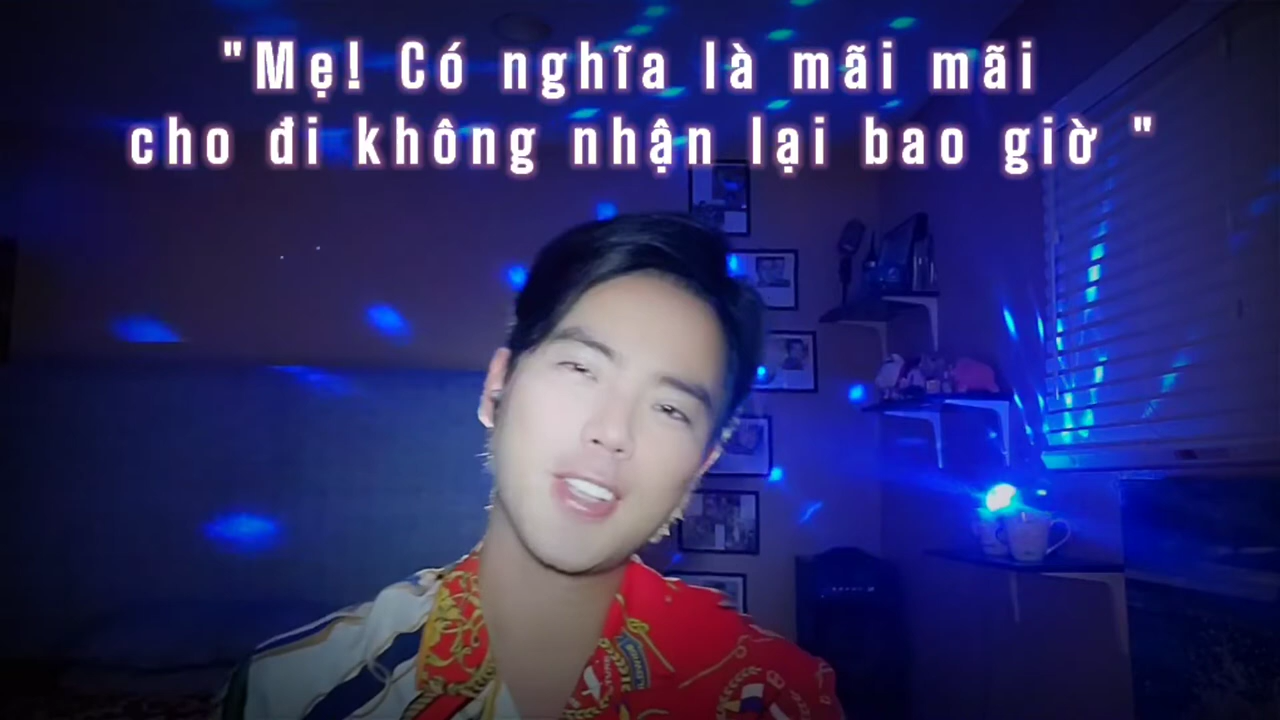 "Mẹ! Có nghĩa là mãi mãi
cho đi không nhận lại bao giờ "